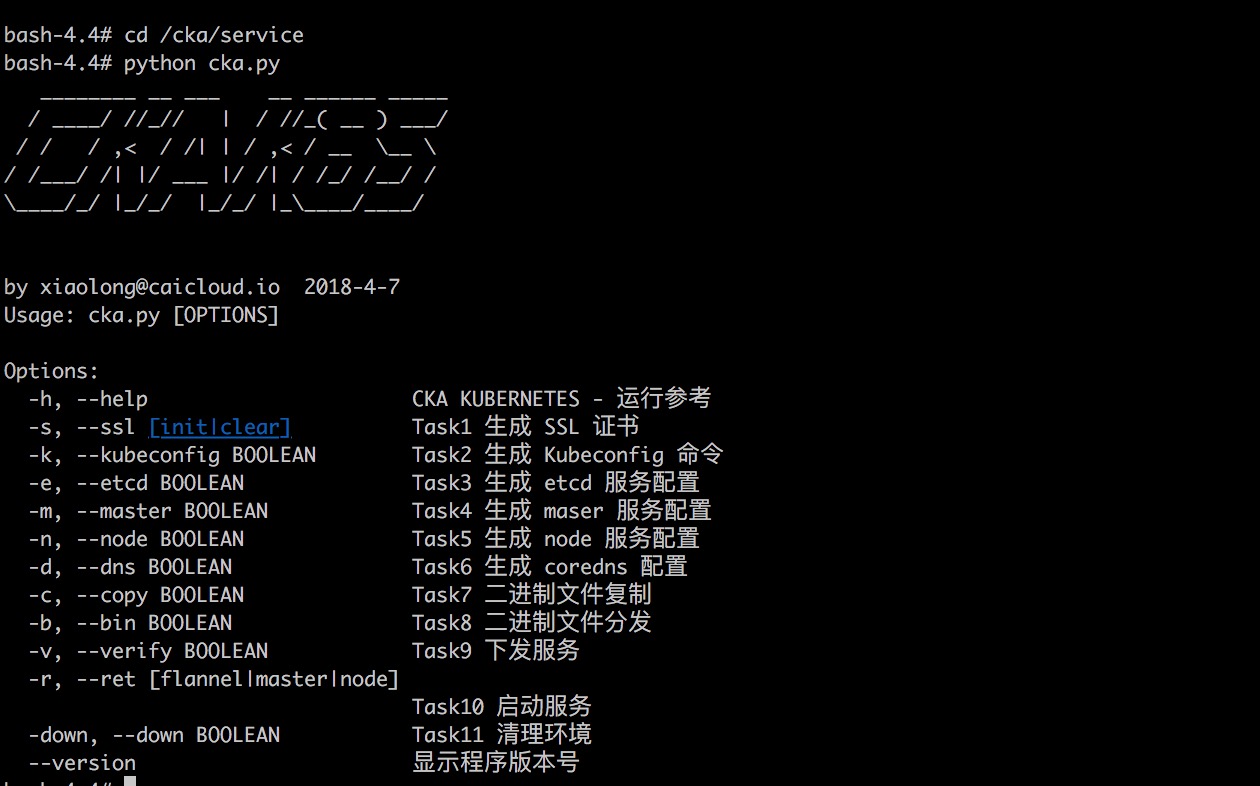 bash-4.4# cd /cka/service
bash-4.4# python cka.py
   ________ __ ___    __ ______ _____
  / ____/ //_//   |  / //_( __ ) ___/
 / /   / ,<  / /| | / ,< / __  \__ \
/ /___/ /| |/ ___ |/ /| / /_/ /__/ /
\____/_/ |_/_/  |_/_/ |_\____/____/
by xiaolong@caicloud.io  2018-4-7
Usage: cka.py [OPTIONS]
Options:
  -h, --help                      CKA KUBERNETES - 运行参考
  -s, --ssl [init|clear]          Task1 生成 SSL 证书
  -k, --kubeconfig BOOLEAN        Task2 生成 Kubeconfig 命令
  -e, --etcd BOOLEAN              Task3 生成 etcd 服务配置
  -m, --master BOOLEAN            Task4 生成 maser 服务配置
  -n, --node BOOLEAN              Task5 生成 node 服务配置
  -d, --dns BOOLEAN               Task6 生成 coredns 配置
  -c, --copy BOOLEAN              Task7 二进制文件复制
  -b, --bin BOOLEAN               Task8 二进制文件分发
  -v, --verify BOOLEAN            Task9 下发服务
  -r, --ret [flannel|master|node]
                                  Task10 启动服务
  -down, --down BOOLEAN           Task11 清理环境
  --version                       显示程序版本号
bash-4.4#